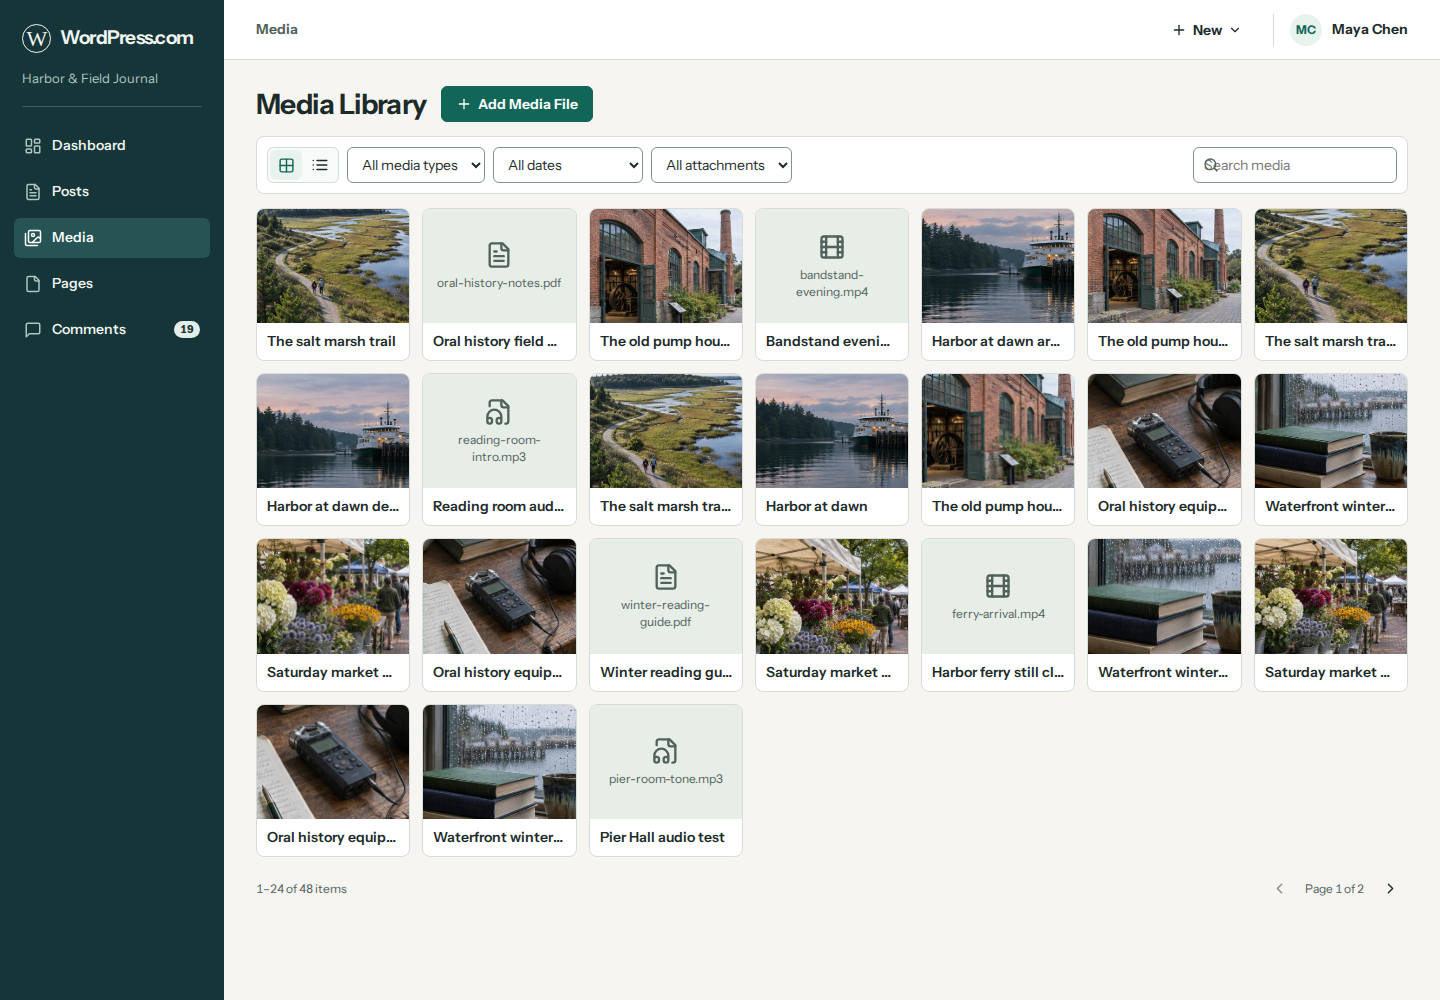 WordPress.com
Harbor & Field Journal
Dashboard
Posts
Media
Pages
Comments 19
Media
New
MC Maya Chen
Media Library
Add Media File
All media types
All dates
All attachments
Search media
oral-history-notes.pdf
bandstand-
evening.mp4
The salt marsh trail
Oral history field ...
The old pump hou...
Bandstand eveni...
Harbor at dawn ar...
The old pump hou...
The salt marsh tra...
reading-room-
intro.mp3
Harbor at dawn de...
Reading room aud...
The salt marsh tra...
Harbor at dawn
The old pump hou...
Oral history equip...
Waterfront winter...
winter-reading-
guide.pdf
ferry-arrival.mp4
Saturday market ...
Oral history equip...
Winter reading gu...
Saturday market ...
Harbor ferry still cl...
Waterfront winter...
Saturday market ...
pier-room-tone.mp3
Oral history equip...
Waterfront winter...
Pier Hall audio test
1–24 of 48 items
Page 1 of 2